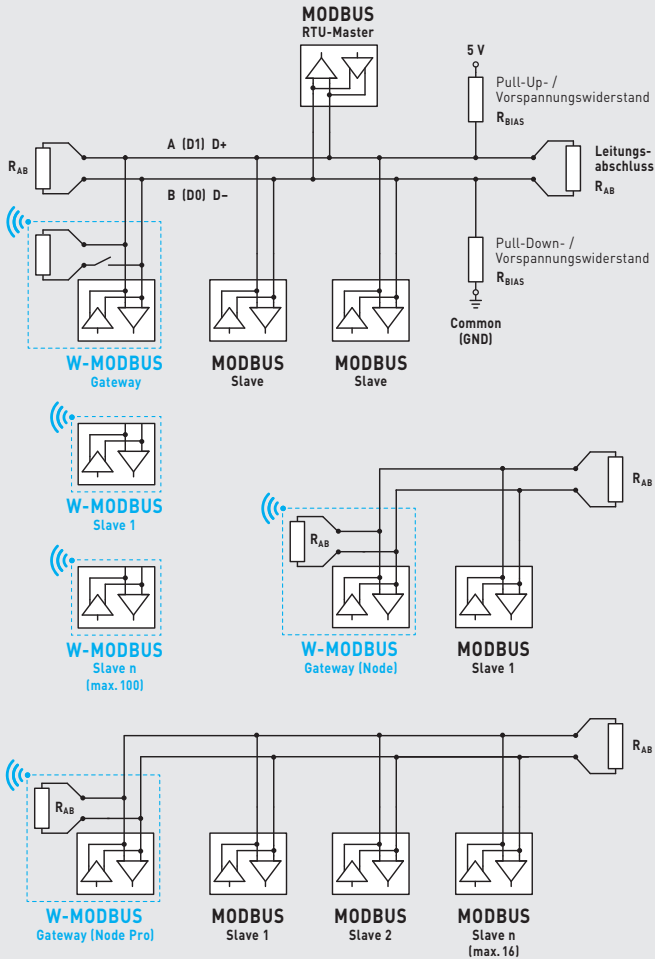 MODBUS
RTU-Master
5 V
Pull-Up- /
Vorspannungswiderstand
RBIAS
A (D1) D+
RAB
Leitungs-
abschluss
RAB
B (D0) D–
Pull-Down- /
Vorspannungswiderstand
RBIAS
Common
(GND)
W-MODBUS
Gateway
MODBUS
Slave
MODBUS
Slave
W-MODBUS
Slave 1
RAB
RAB
W-MODBUS
Slave n
(max. 100)
W-MODBUS
Gateway (Node)
MODBUS
Slave 1
RAB
RAB
W-MODBUS
Gateway (Node Pro)
MODBUS
Slave 1
MODBUS
Slave 2
MODBUS
Slave n
(max. 16)